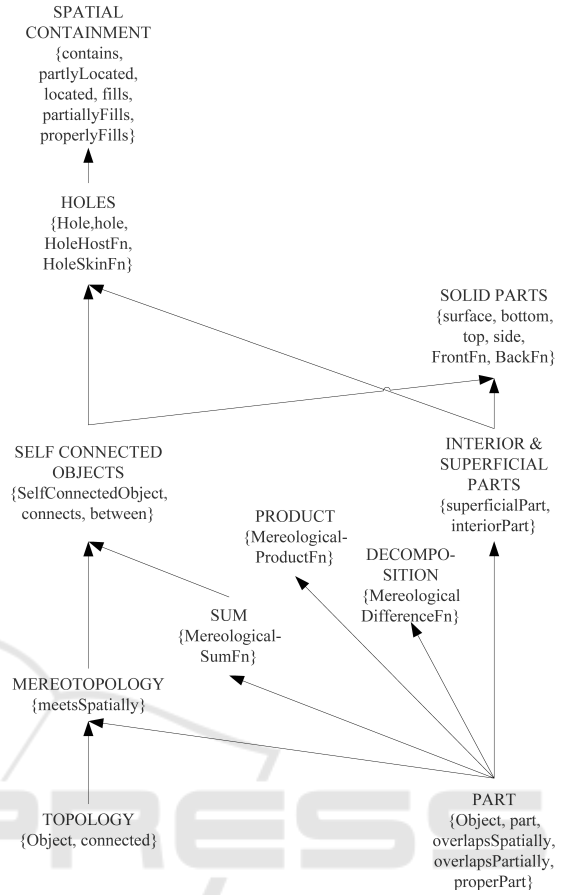 SPATIAL
CONTAINMENT
{contains,
partlyLocated,
located, fills,
partiallyFills,
properlyFills}
HOLES
{Hole,hole,
HoleHostFn,
HoleSkinFn}
SOLID PARTS
{surface, bottom,
top, side,
FrontFn, BackFn}
SELF CONNECTED
OBJECTS
{SelfConnectedObject,
connects, between}
INTERIOR &
SUPERFICIAL
PARTS
{superficialPart,
interiorPart}
PRODUCT
{Mereological-
ProductFn}
DECOMPO-
SITION
{Mereological
DifferenceFn}
SUM
{Mereological-
SumFn}
MEREOTOPOLOGY
{meetsSpatially}
TOPOLOGY
{Object, connected}
PART
{Object, part,
overlapsSpatially,
overlapsPartially,
properPart}
PRÉSS